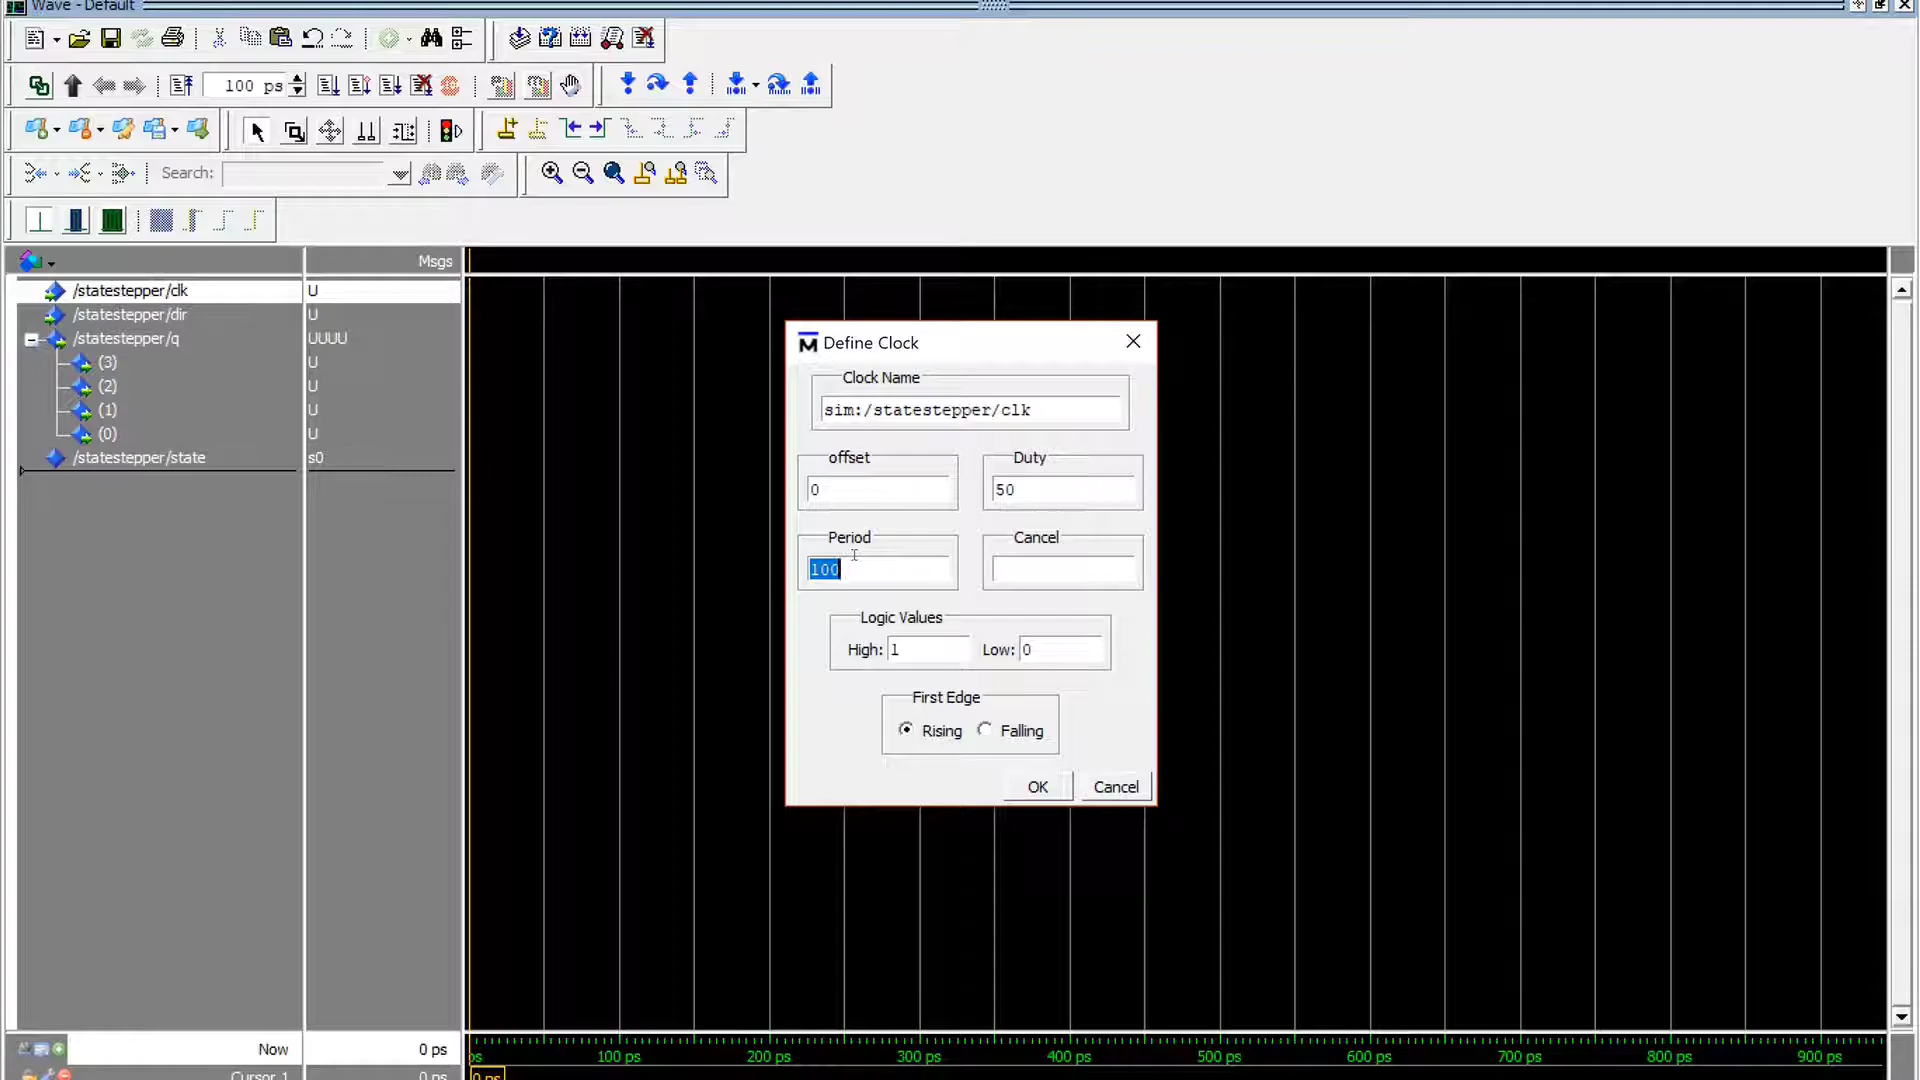 Wave - Default
100 ps
Search:
Msgs
/statestepper/clk U
/statestepper/dir U
/statestepper/q UUUU
(3) U
(2) U
(1) U
(0) U
/statestepper/state s0
Define Clock
Clock Name
sim:/statestepper/clk
offset Duty
0 50
Period Cancel
100
Logic Values
High: 1 Low: 0
First Edge
Rising Falling
OK Cancel
Now 0 ps
ps 100 ps 200 ps 300 ps 400 ps 500 ps 600 ps 700 ps 800 ps 900 ps
Cursor 1 0 ps 0 ps